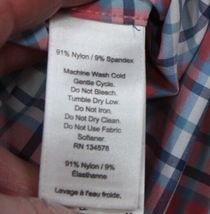 91% Nylon / 9% Spandex
Machine Wash Cold
Gentle Cycle.
Do Not Bleach.
Tumble Dry Low.
Do Not Iron.
Do Not Dry Clean.
Do Not Use Fabric
Softener.
RN 134578
91% Nylon / 9%
Élasthanne
Lavage à l'eau froide,